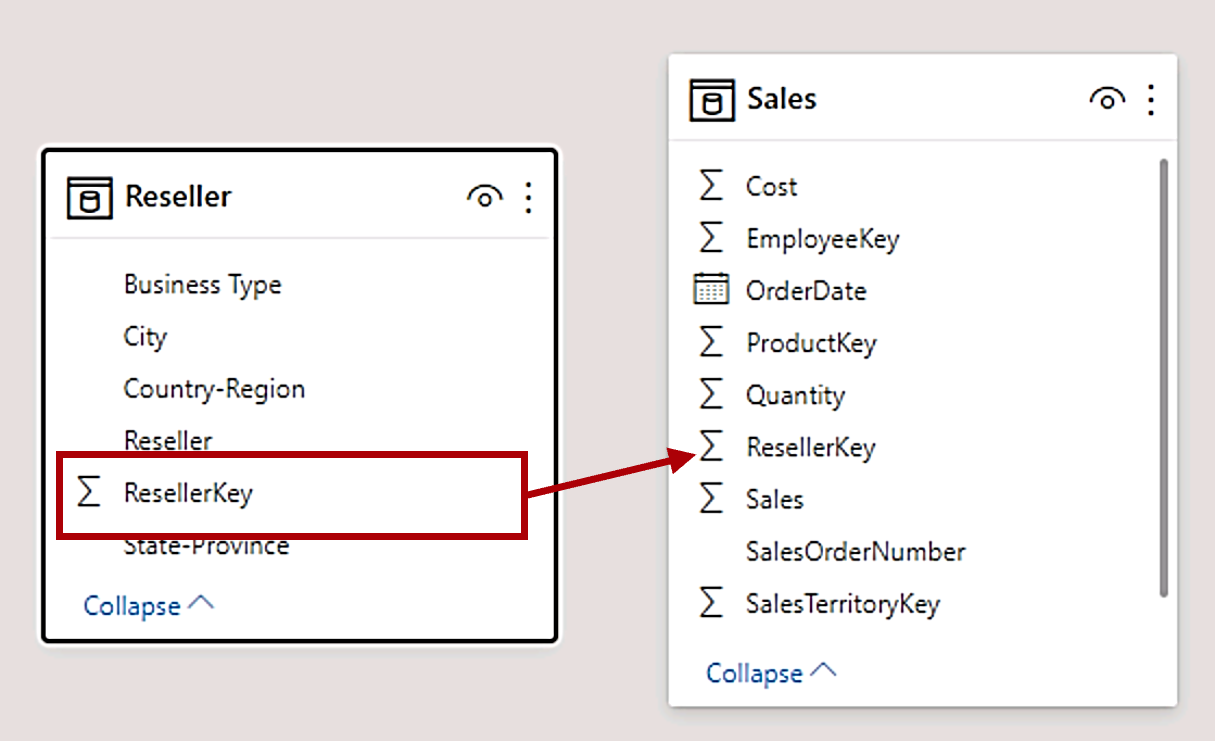 Reseller
Business Type
City
Country-Region
Reseller
ResellerKey
State-Province
Collapse
Sales
Cost
EmployeeKey
OrderDate
ProductKey
Quantity
ResellerKey
Sales
SalesOrderNumber
SalesTerritoryKey
Collapse